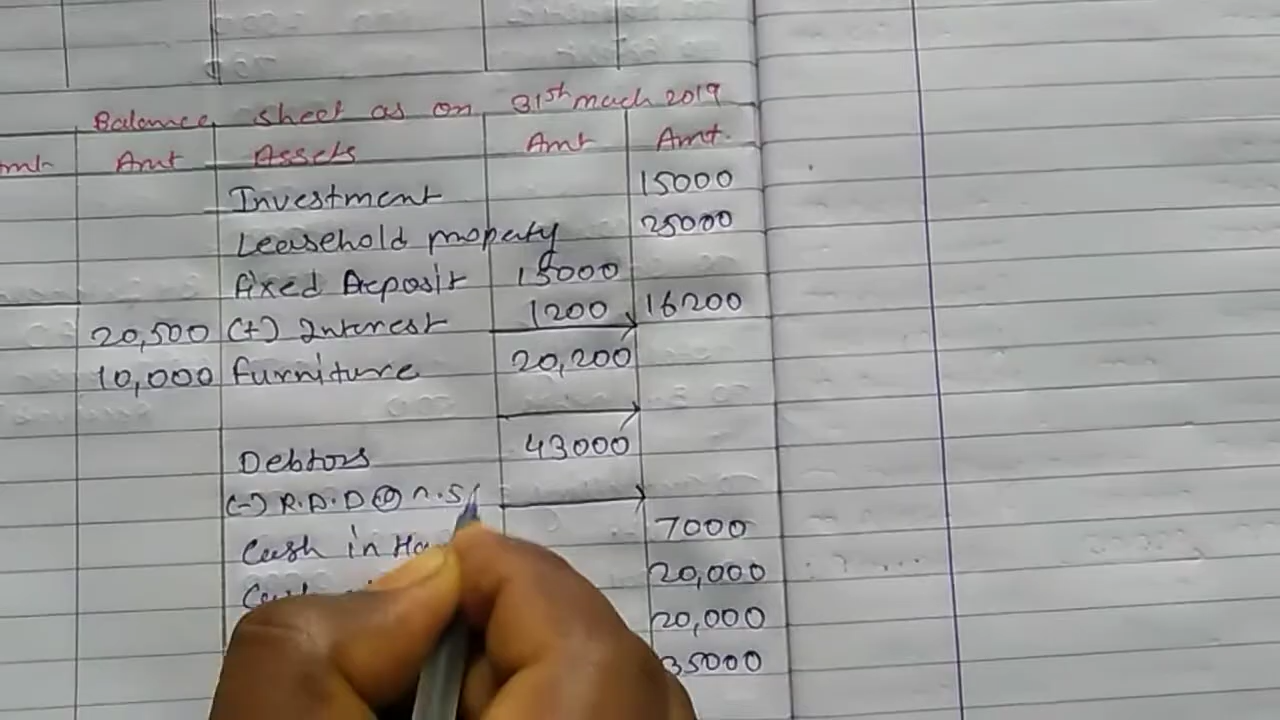 Balance sheet as on 31st mach 2019
Amt Assets Amt Amt.
Investment 15000
Leasehold property 25000
Fixed Deposit 15000
20,500 (+) Interest 1200 16200
10,000 Furniture 20,200
Debtors 43000
(-) R.D.D @
Cash in 7000
20,000
20,000
35000